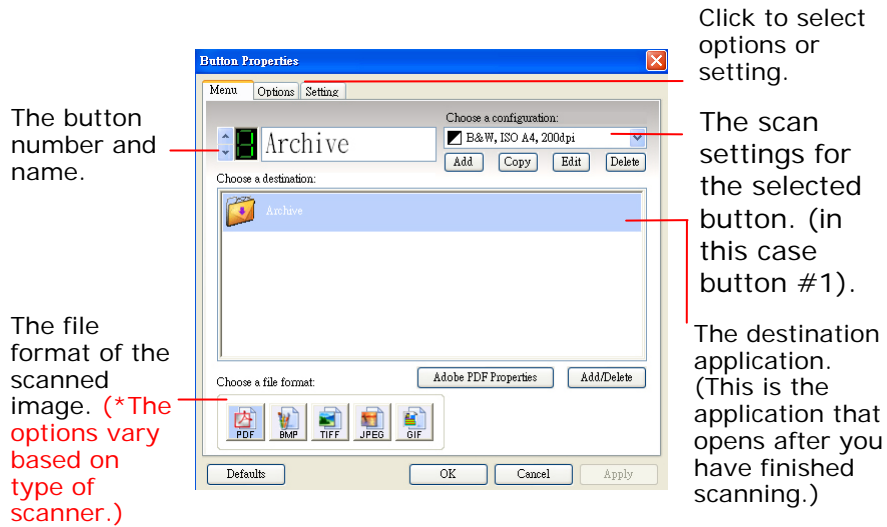 Click to select
options or
setting.
Button Properties
Menu Options Setting
The button
number and
name.
Choose a configuration:
Archive
B&W, ISO A4, 200dpi
Add Copy Edit Delete
The scan
settings for
the selected
button. (in
this case
button #1).
Choose a destination:
Archive
The file
format of the
scanned
image. (*The
options vary
based on
type of
scanner.)
The destination
application.
(This is the
application that
opens after you
have finished
scanning.)
Choose a file format:
Adobe PDF Properties Add/Delete
PDF BMP TIFF JPEG GIF
Defaults OK Cancel Apply